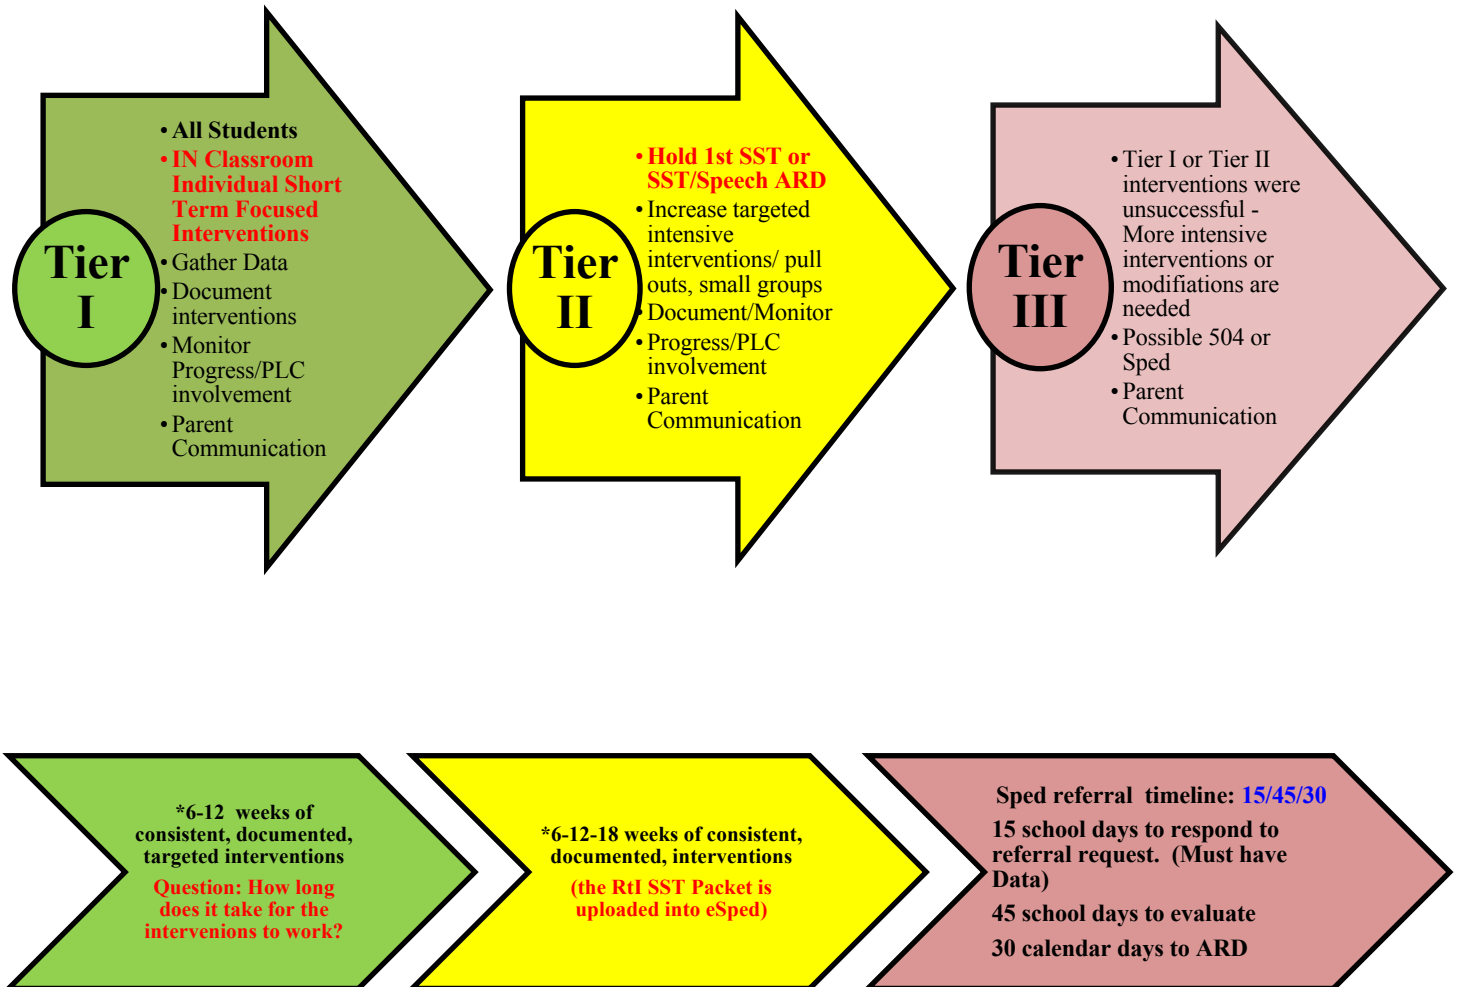 Tier
I
• All Students
• IN Classroom
Individual Short
Term Focused
Interventions
• Gather Data
• Document
interventions
• Monitor
Progress/PLC
involvement
• Parent
Communication
Tier
II
• Hold 1st SST or
SST/Speech ARD
• Increase targeted
intensive
interventions/ pull
outs, small groups
• Document/Monitor
• Progress/PLC
involvement
• Parent
Communication
Tier
III
• Tier I or Tier II
interventions were
unsuccessful -
More intensive
interventions or
modifiations are
needed
• Possible 504 or
Sped
• Parent
Communication
*6-12 weeks of
consistent, documented,
targeted interventions
Question: How long
does it take for the
intervenions to work?
*6-12-18 weeks of consistent,
documented, interventions
(the RtI SST Packet is
uploaded into eSped)
Sped referral timeline: 15/45/30
15 school days to respond to
referral request. (Must have
Data)
45 school days to evaluate
30 calendar days to ARD